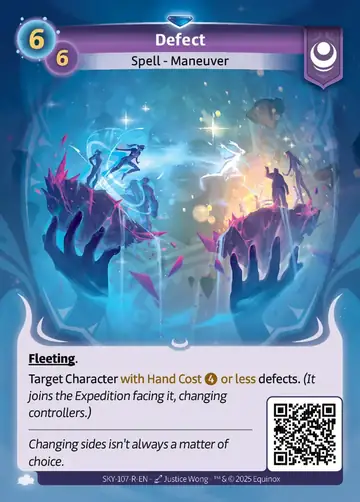 6
6
Defect
Spell - Maneuver
Fleeting.
Target Character with Hand Cost 4 or less defects. (It
joins the Expedition facing it, changing
controllers.)
Changing sides isn't always a matter of
choice.
SKY-107-R-EN - Justice Wong - ™ & © 2025 Equinox